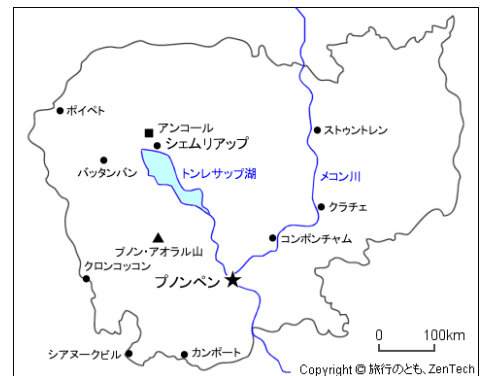 ポイペト
アンコール
シェムリアップ
ストゥントレン
バッタンバン
トンレサップ湖
メコン川
クラチェ
プノン・アオラル山
コンポンチャム
クロンコッコン
プノンペン
0 100km
シアヌークビル
カンポート
Copyright © 旅行のとも、ZenTech